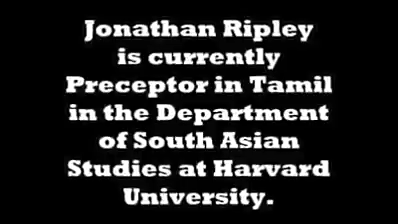 Jonathan Ripley
is currently
Preceptor in Tamil
in the Department
of South Asian
Studies at Harvard
University.